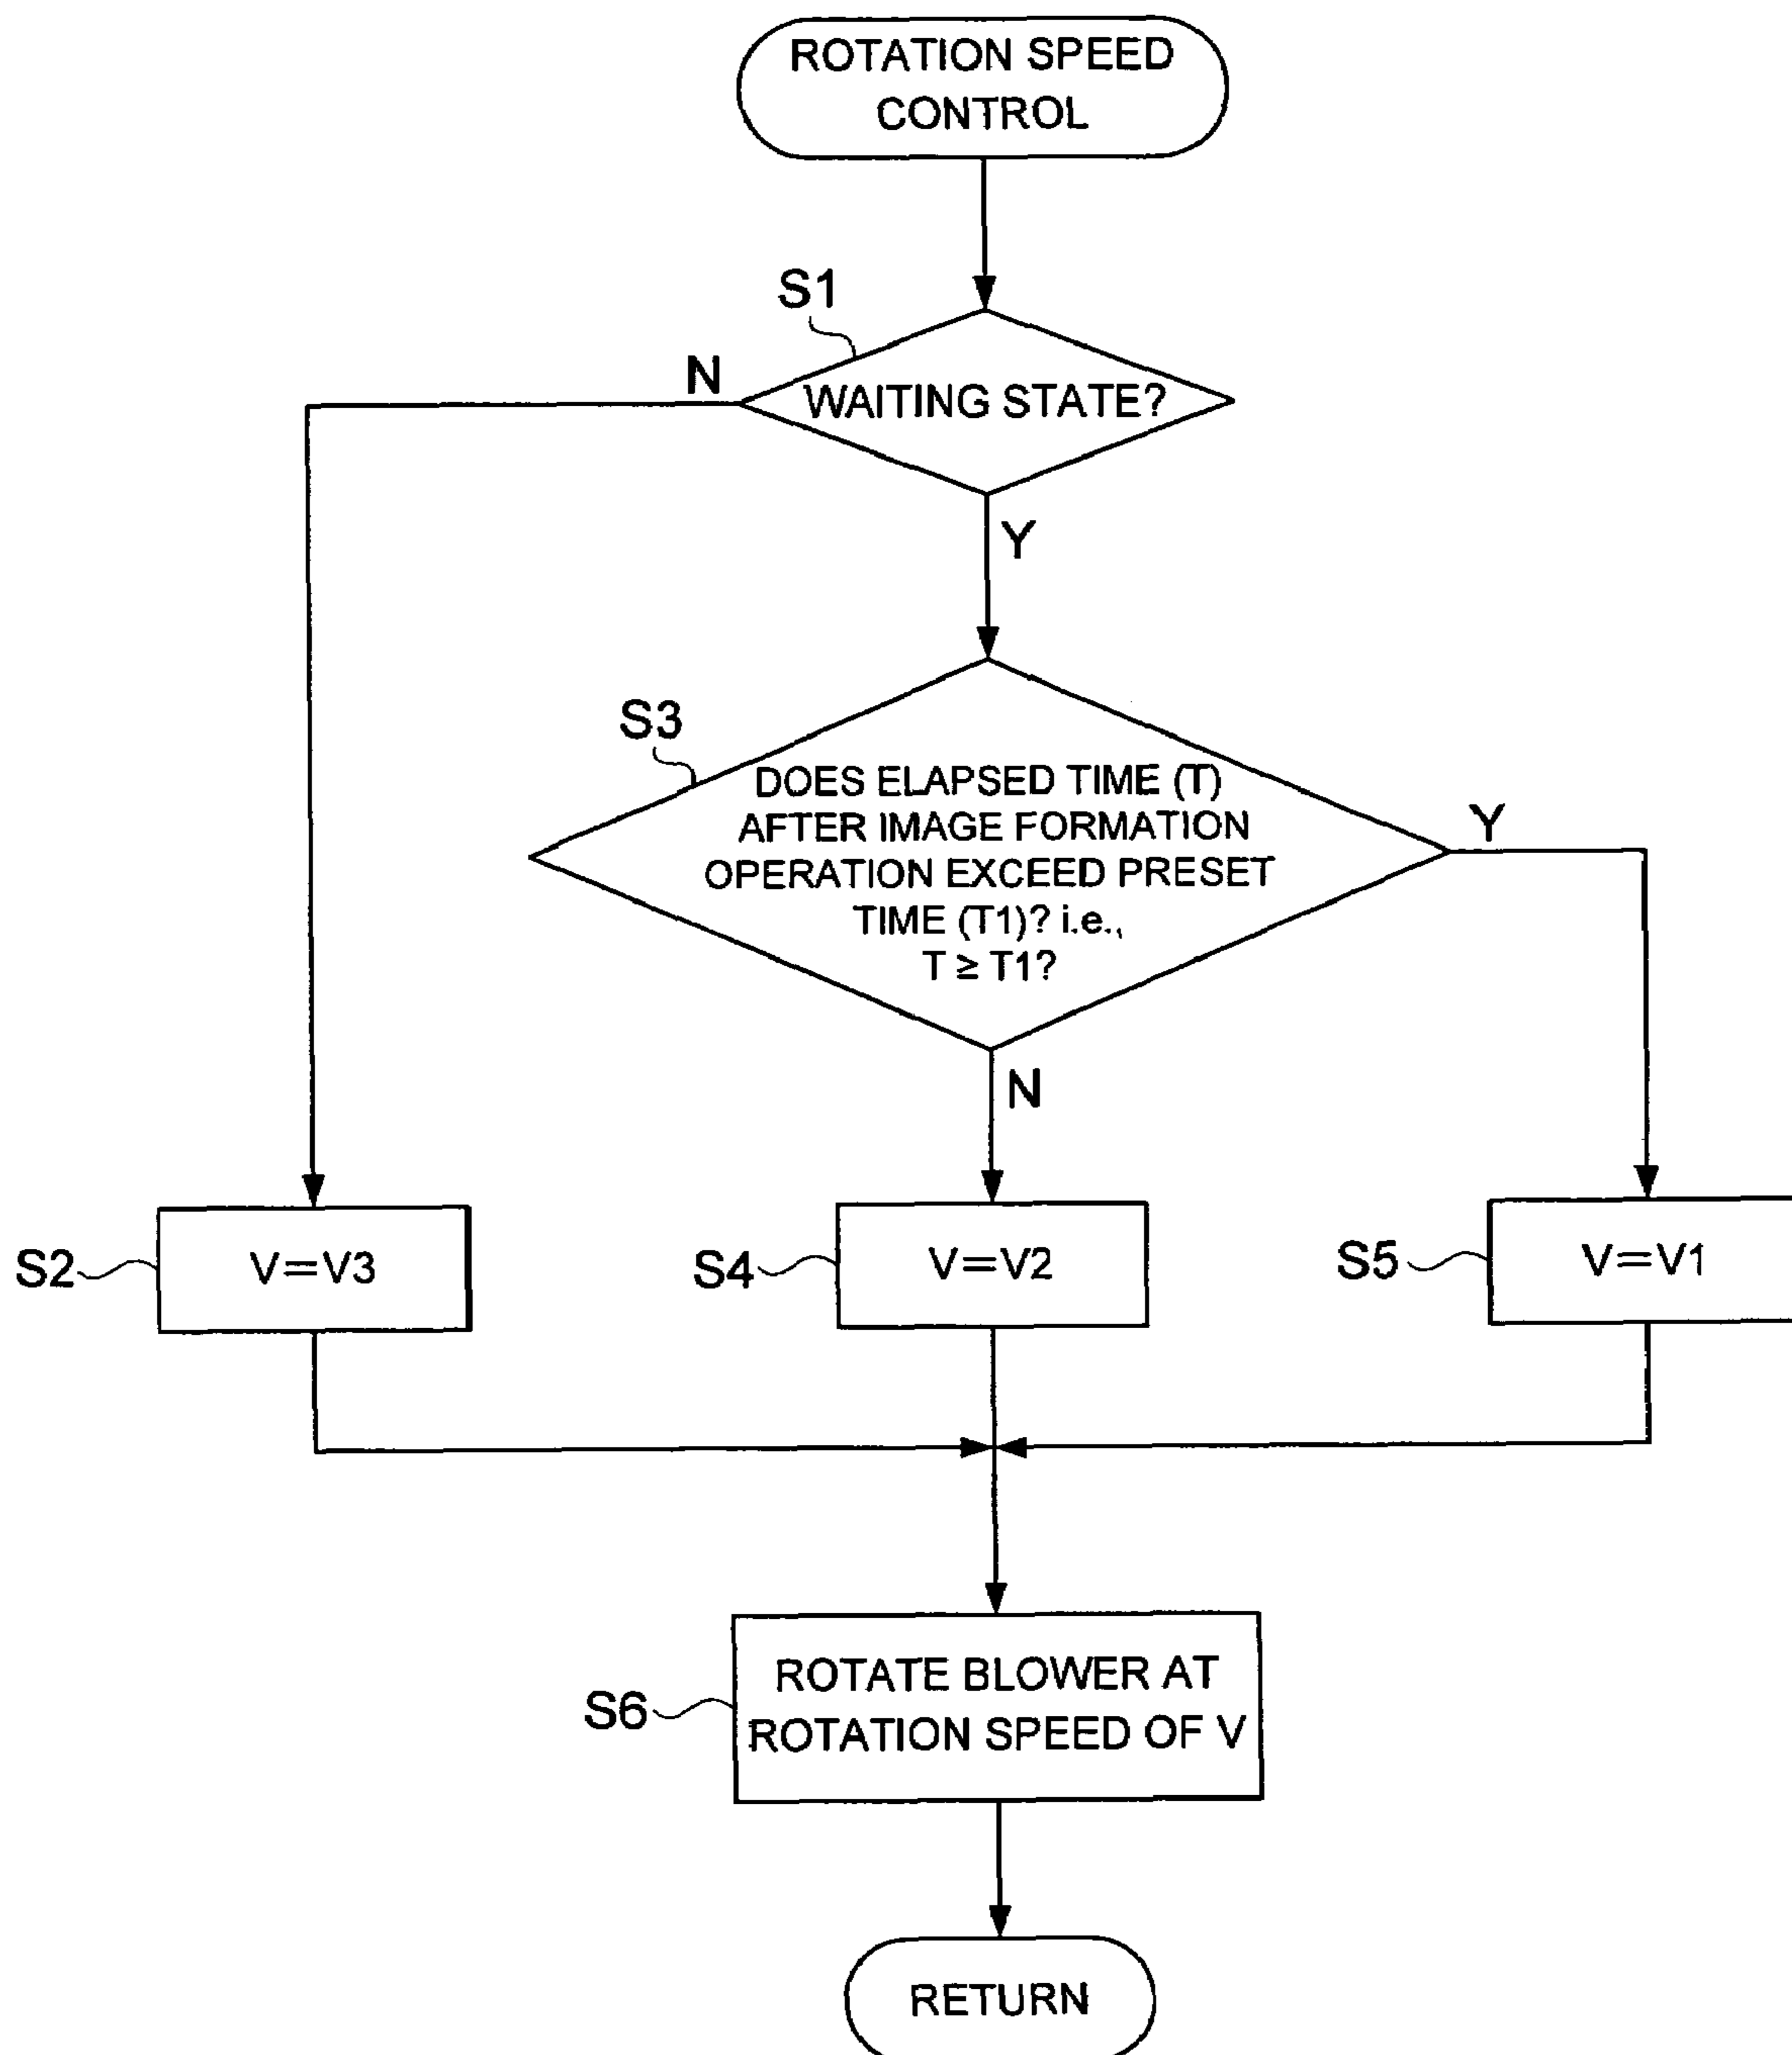 ROTATION SPEED
CONTROL
S1
N
WAITING STATE?
Y
S3
DOES ELAPSED TIME (T)
AFTER IMAGE FORMATION
OPERATION EXCEED PRESET
TIME (T1)? i.e.,
T ≥ T1?
Y
N
S2
V=V3
S4
V=V2
S5
V=V1
S6
ROTATE BLOWER AT
ROTATION SPEED OF V
RETURN